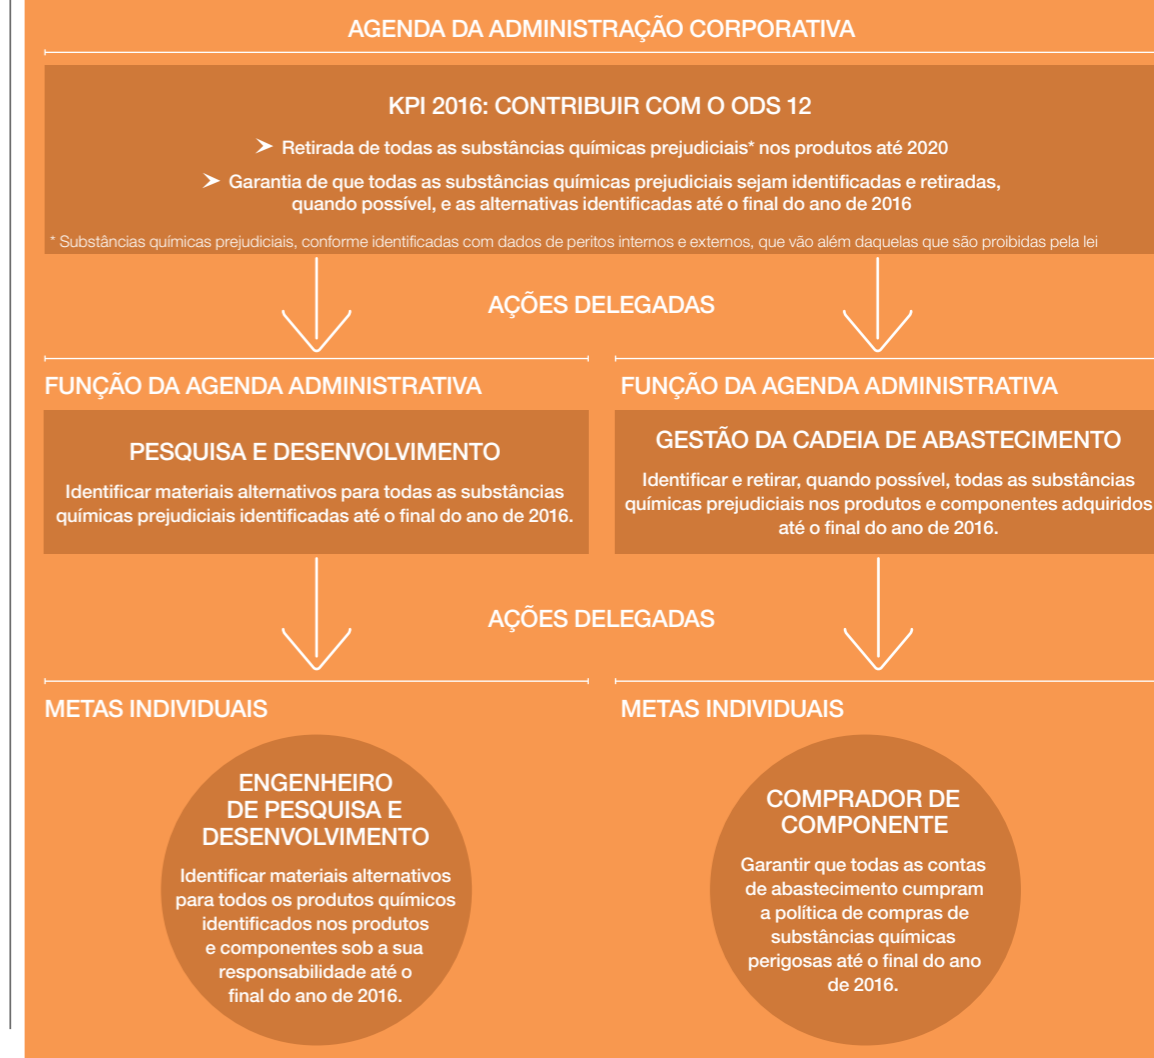 AGENDA DA ADMINISTRAÇÃO CORPORATIVA
KPI 2016: CONTRIBUIR COM O ODS 12
➤ Retirada de todas as substâncias químicas prejudiciais* nos produtos até 2020
➤ Garantia de que todas as substâncias químicas prejudiciais sejam identificadas e retiradas,
quando possível, e as alternativas identificadas até o final do ano de 2016
* Substâncias químicas prejudiciais, conforme identificadas com dados de peritos internos e externos, que vão além daquelas que são proibidas pela lei
AÇÕES DELEGADAS
FUNÇÃO DA AGENDA ADMINISTRATIVA
PESQUISA E DESENVOLVIMENTO
Identificar materiais alternativos para todas as substâncias
químicas prejudiciais identificadas até o final do ano de 2016.
FUNÇÃO DA AGENDA ADMINISTRATIVA
GESTÃO DA CADEIA DE ABASTECIMENTO
Identificar e retirar, quando possível, todas as substâncias
químicas prejudiciais nos produtos e componentes adquiridos
até o final do ano de 2016.
AÇÕES DELEGADAS
METAS INDIVIDUAIS
ENGENHEIRO
DE PESQUISA E
DESENVOLVIMENTO
Identificar materiais alternativos
para todos os produtos químicos
identificados nos produtos
e componentes sob a sua
responsabilidade até o
final do ano de 2016.
METAS INDIVIDUAIS
COMPRADOR DE
COMPONENTE
Garantir que todas as contas
de abastecimento cumpram
a política de compras de
substâncias químicas
perigosas até o final do ano
de 2016.